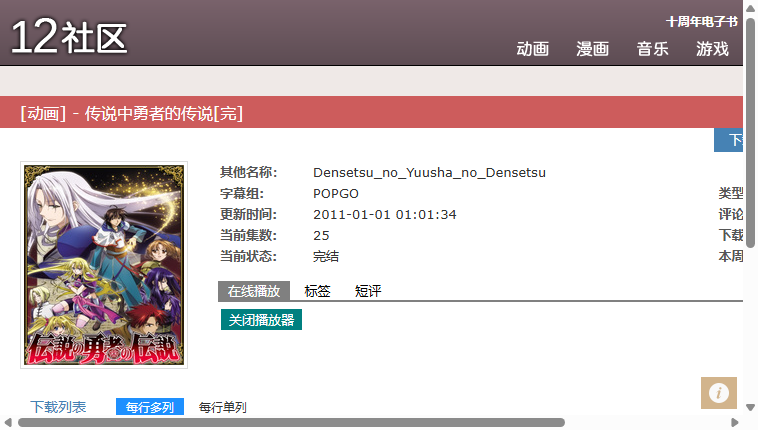 12社区
十周年电子书
动画 漫画 音乐 游戏
[动画] - 传说中勇者的传说[完]
下
其他名称: Densetsu_no_Yuusha_no_Densetsu
字幕组: POPGO 类型
更新时间: 2011-01-01 01:01:34 评论
当前集数: 25 下载
当前状态: 完结 本周
在线播放 标签 短评
关闭播放器
伝説の勇者の伝説
下载列表 每行多列 每行单列